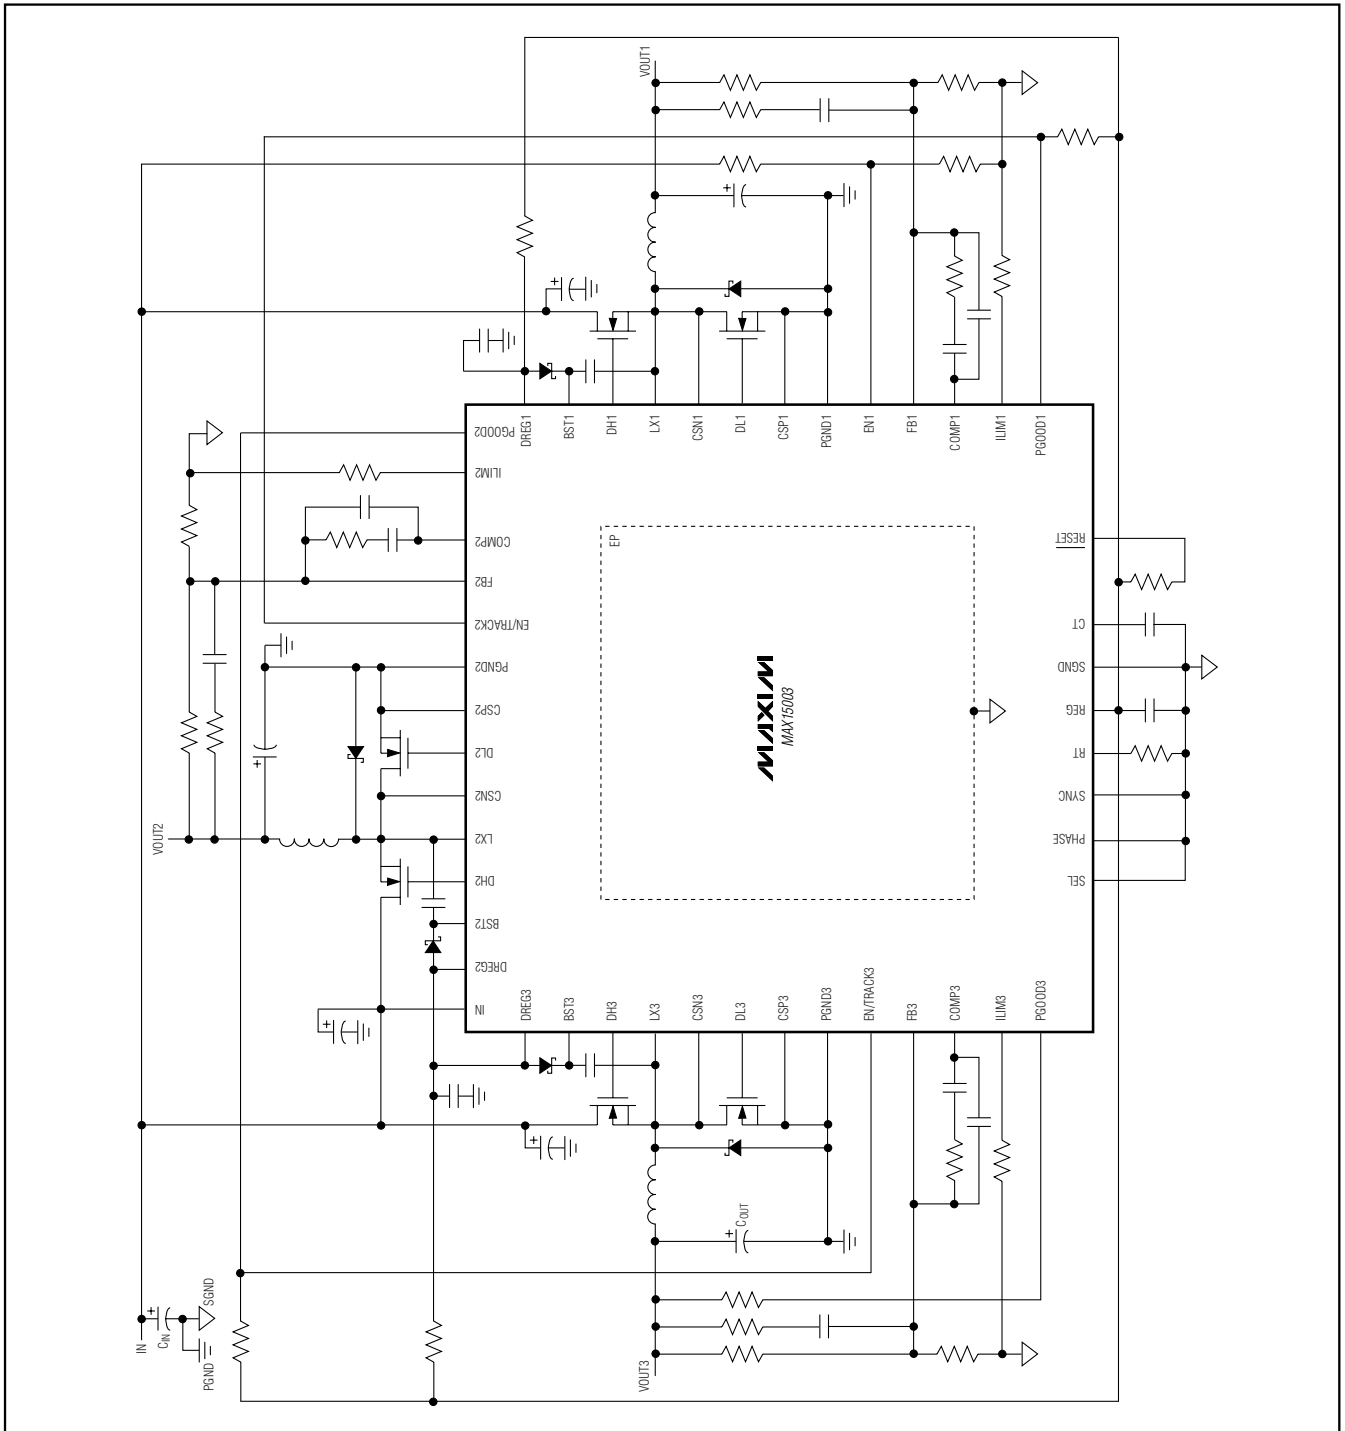 VOUT1
DREG1
BST1
DH1
LX1
CSN1
DL1
CSP1
PGND1
EN1
FB1
COMP1
ILIM1
PGOOD1
PGOOD2
ILIM2
COMP2
FB2
EN/TRACK2
PGND2
CSP2
DL2
CSN2
LX2
DH2
BST2
DREG2
IN
VOUT2
EP
MAXIM
MAX15003
RESET
CT
SGND
REG
RT
SYNC
PHASE
SEL
DREG3
BST3
DH3
LX3
CSN3
DL3
CSP3
PGND3
EN/TRACK3
FB3
COMP3
ILIM3
PGOOD3
COUT
VOUT3
IN
CIN
PGND
SGND